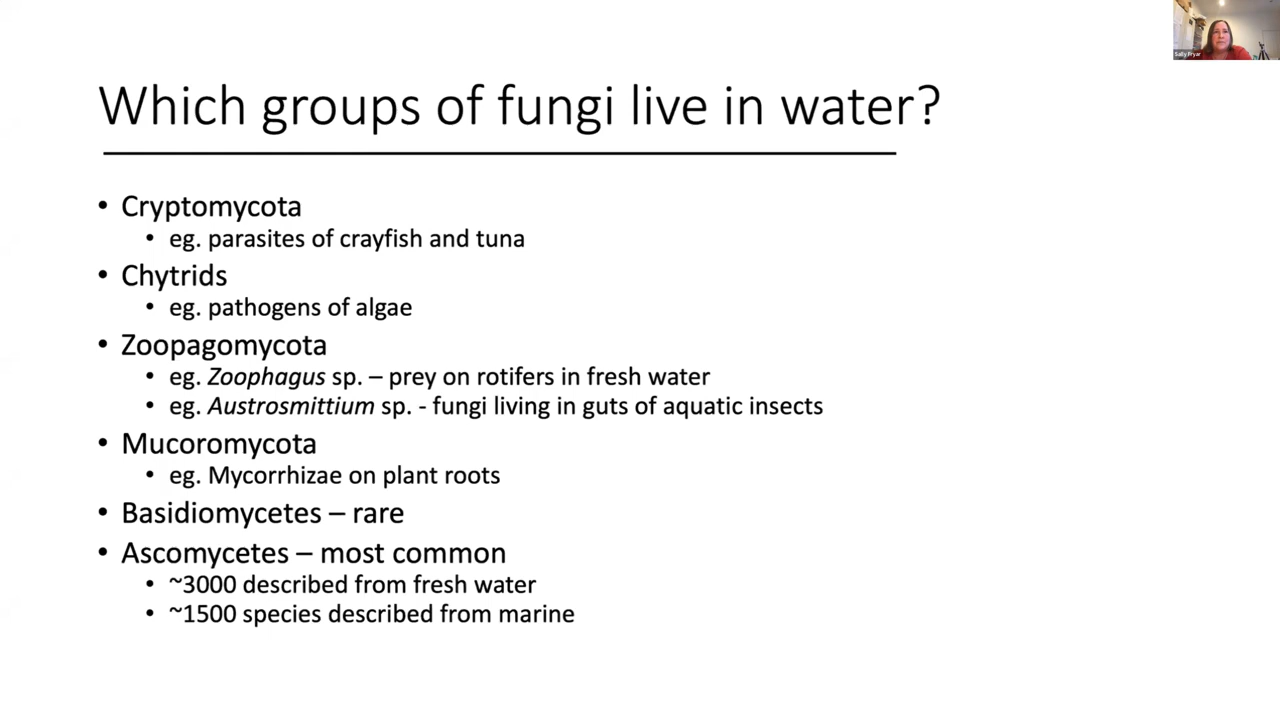 Sally Fryar
Which groups of fungi live in water?
• Cryptomycota
• eg. parasites of crayfish and tuna
• Chytrids
• eg. pathogens of algae
• Zoopagomycota
• eg. Zoophagus sp. – prey on rotifers in fresh water
• eg. Austrosmittium sp. - fungi living in guts of aquatic insects
• Mucoromycota
• eg. Mycorrhizae on plant roots
• Basidiomycetes – rare
• Ascomycetes – most common
• ~3000 described from fresh water
• ~1500 species described from marine